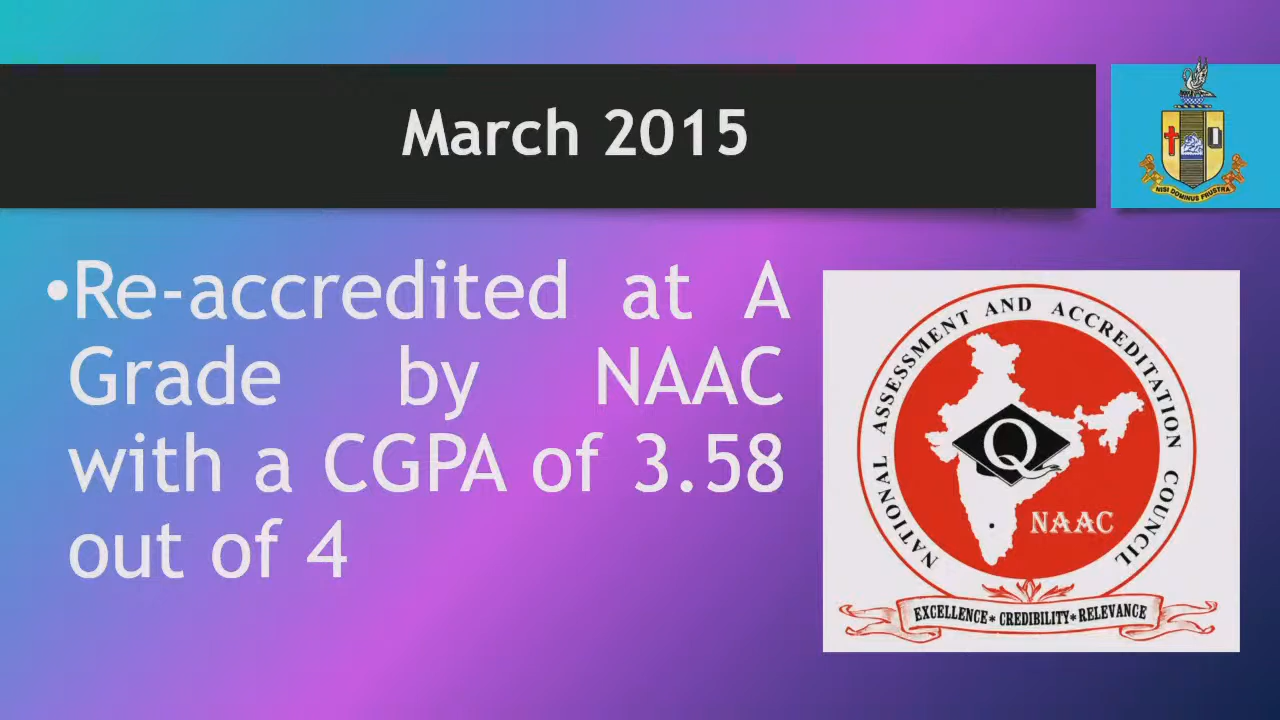 March 2015
NISI DOMINUS FRUSTRA
•Re-accredited at A
Grade by NAAC
with a CGPA of 3.58
out of 4
NATIONAL ASSESSMENT AND ACCREDITATION COUNCIL
Q
NAAC
EXCELLENCE * CREDIBILITY * RELEVANCE